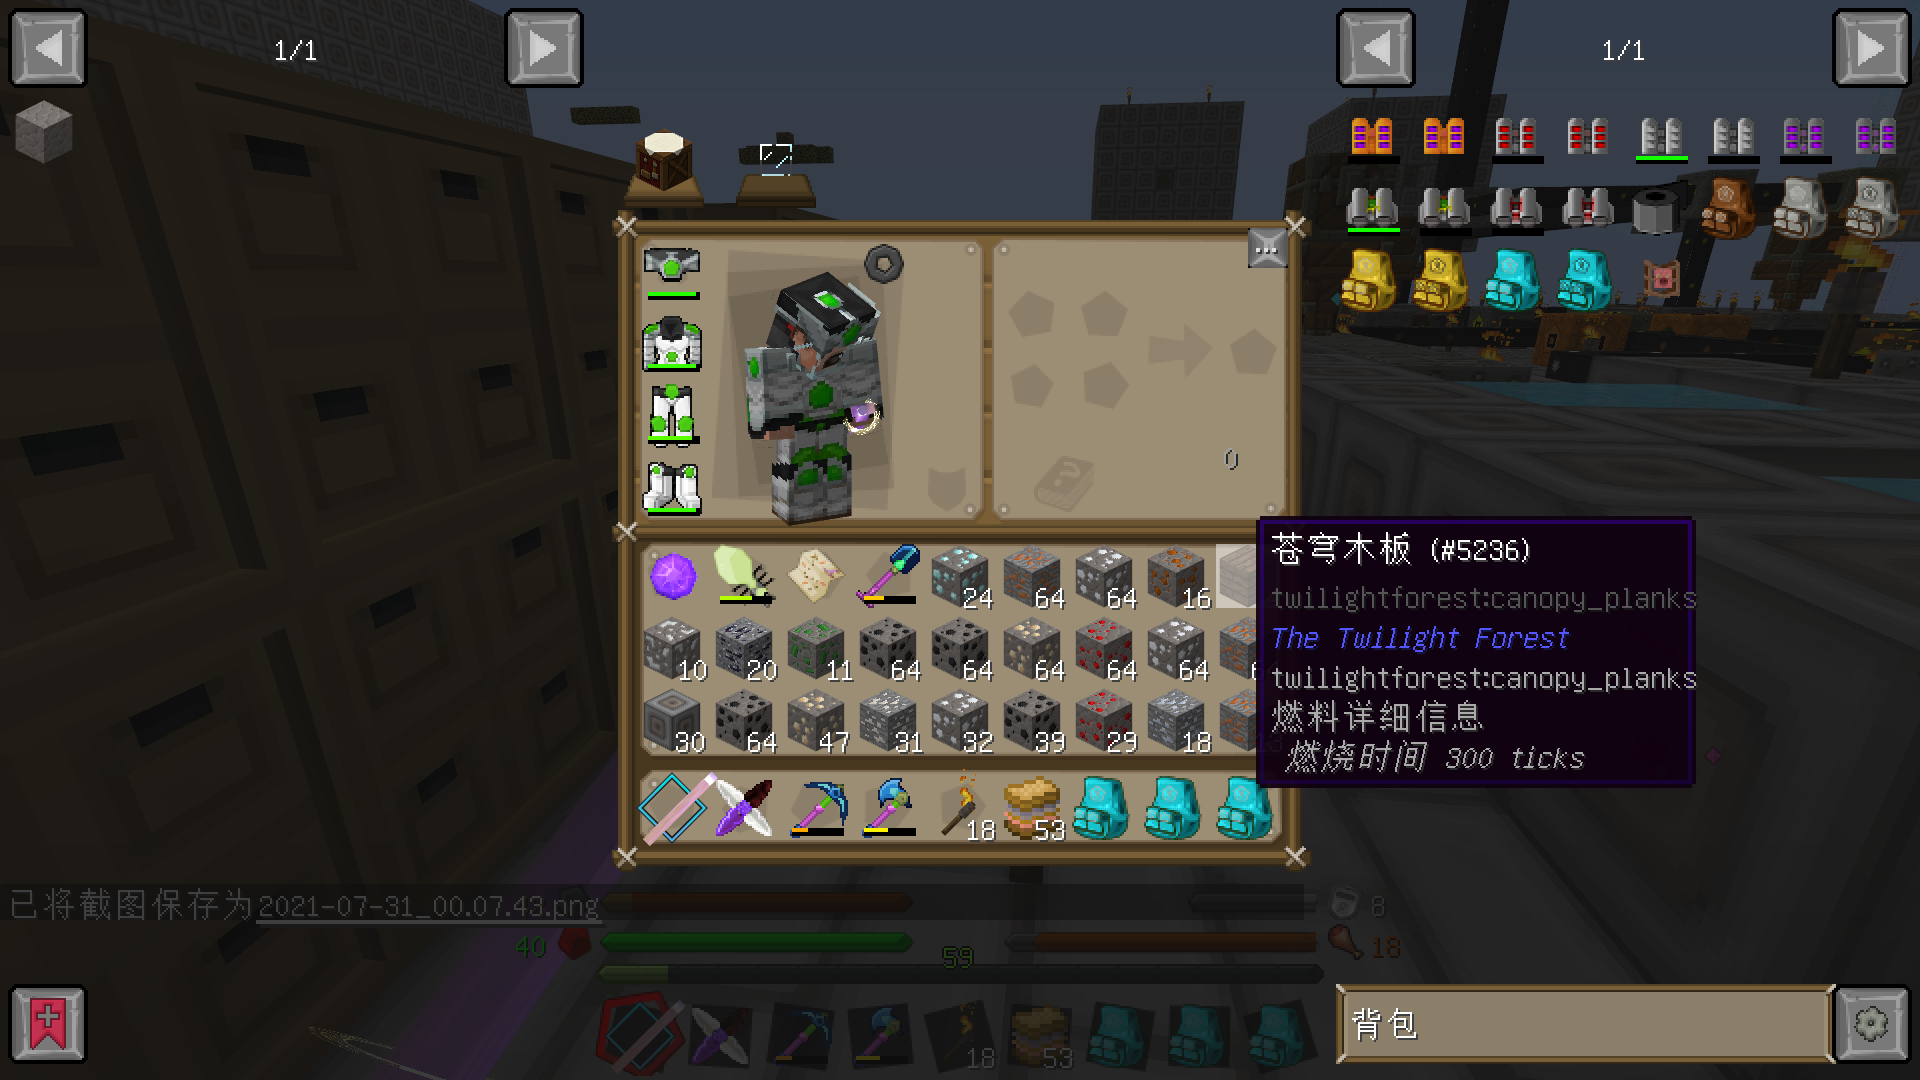 1/1
1/1
0
苍穹木板 (#5236)
twilightforest:canopy_planks
The Twilight Forest
twilightforest:canopy_planks
燃料详细信息
燃烧时间 300 ticks
24 64 64 16
10 20 11 64 64 64 64 64
30 64 47 31 32 39 29 18
18 53
已将截图保存为2021-07-31_00.07.43.png
8
40 59 18
18 53
背包